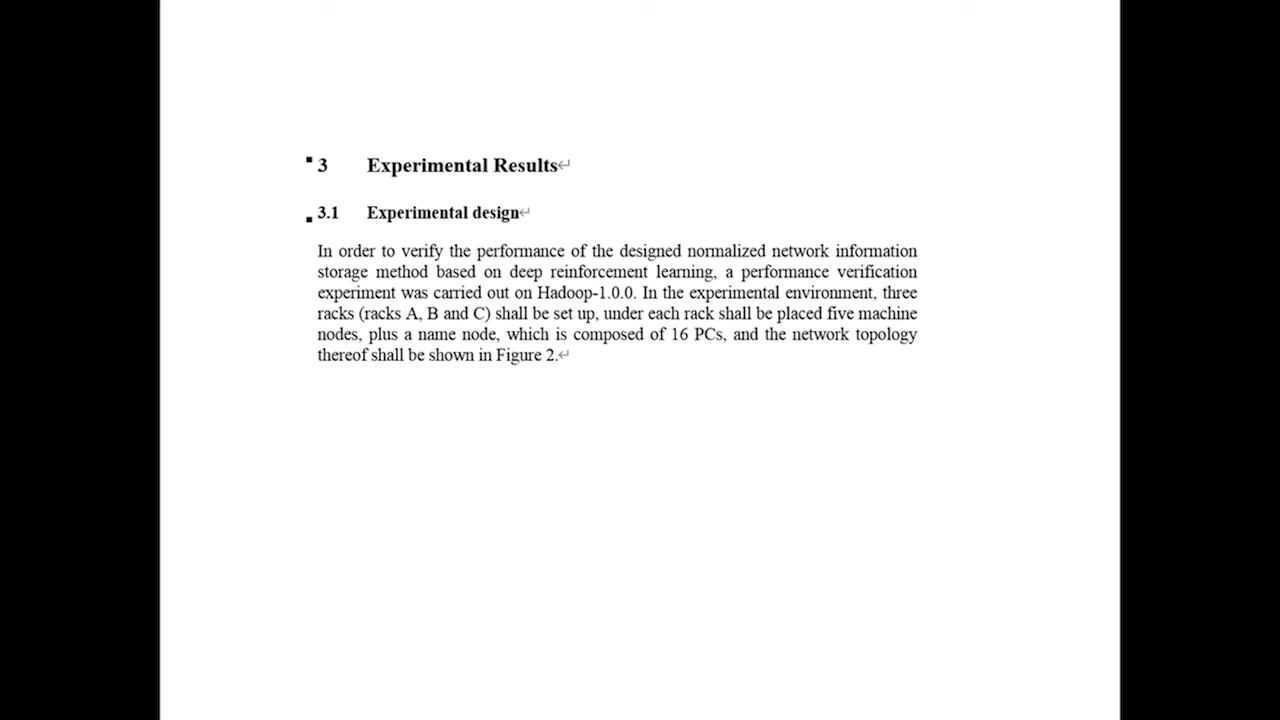 3 Experimental Results
3.1 Experimental design
In order to verify the performance of the designed normalized network information
storage method based on deep reinforcement learning, a performance verification
experiment was carried out on Hadoop-1.0.0. In the experimental environment, three
racks (racks A, B and C) shall be set up, under each rack shall be placed five machine
nodes, plus a name node, which is composed of 16 PCs, and the network topology
thereof shall be shown in Figure 2.